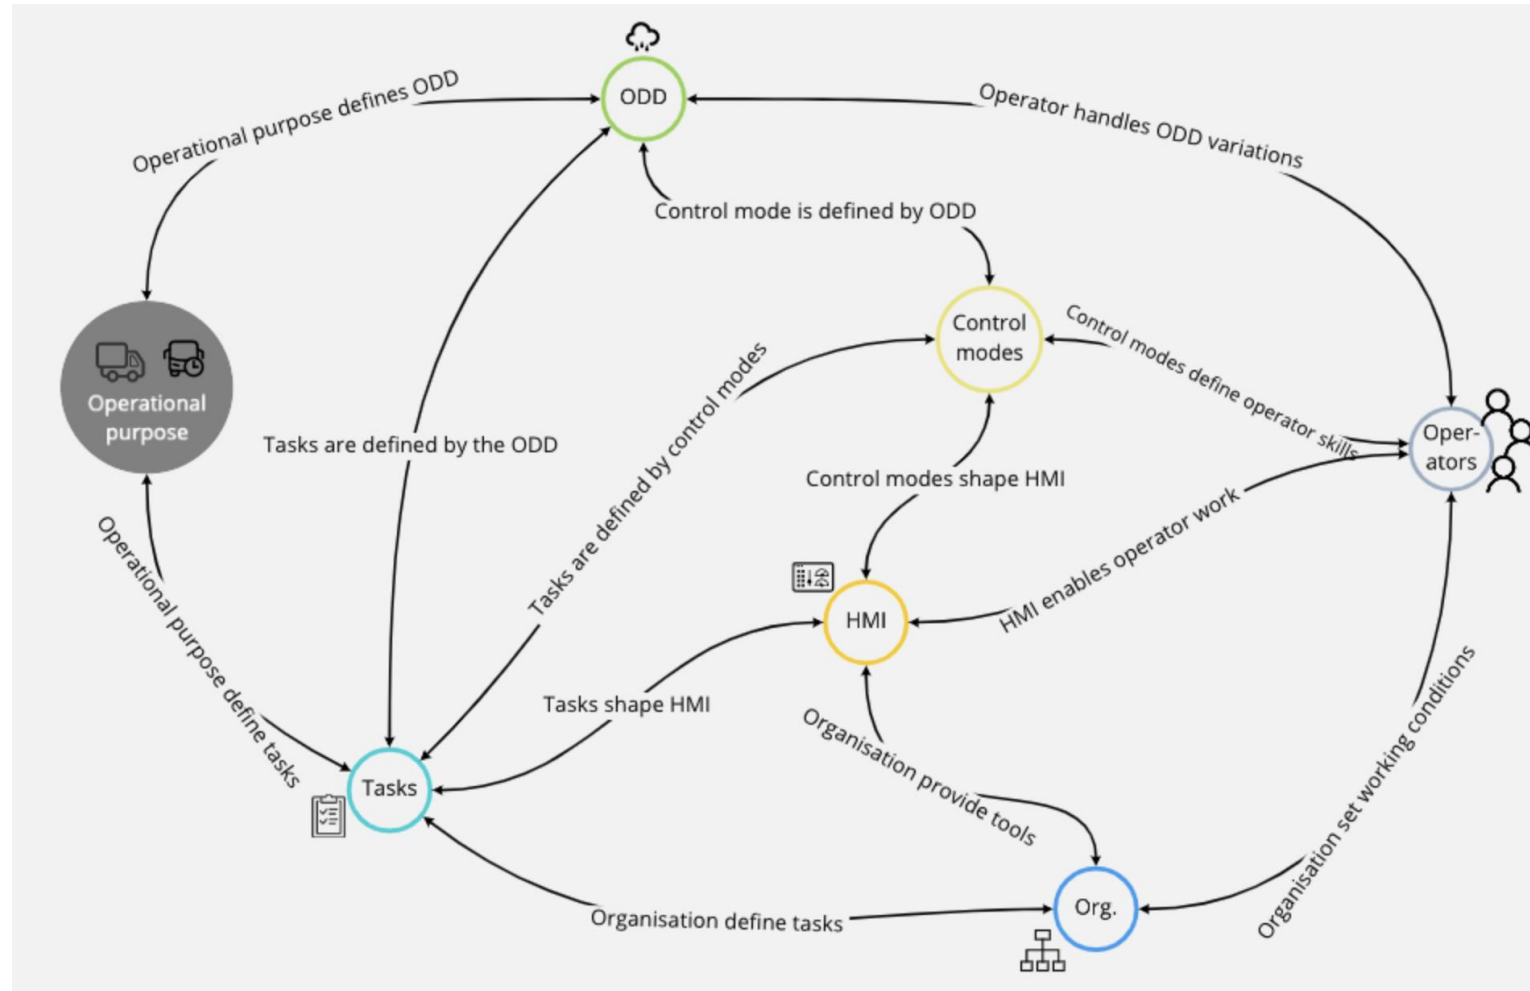 Operational purpose defines ODD
ODD
Operator handles ODD variations
Control mode is defined by ODD
Control
modes
Control modes define operator skills
Operational
purpose
Oper-
ators
Tasks are defined by the ODD
Tasks are defined by control modes
Control modes shape HMI
HMI enables operator work
Operational purpose define tasks
HMI
Tasks shape HMI
Organisation provide tools
Organisation set working conditions
Tasks
Organisation define tasks
Org.